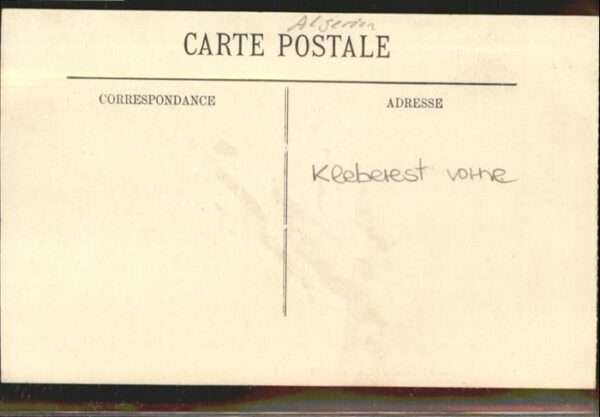 Algerien
CARTE POSTALE
CORRESPONDANCE
ADRESSE
Kleberest vorne